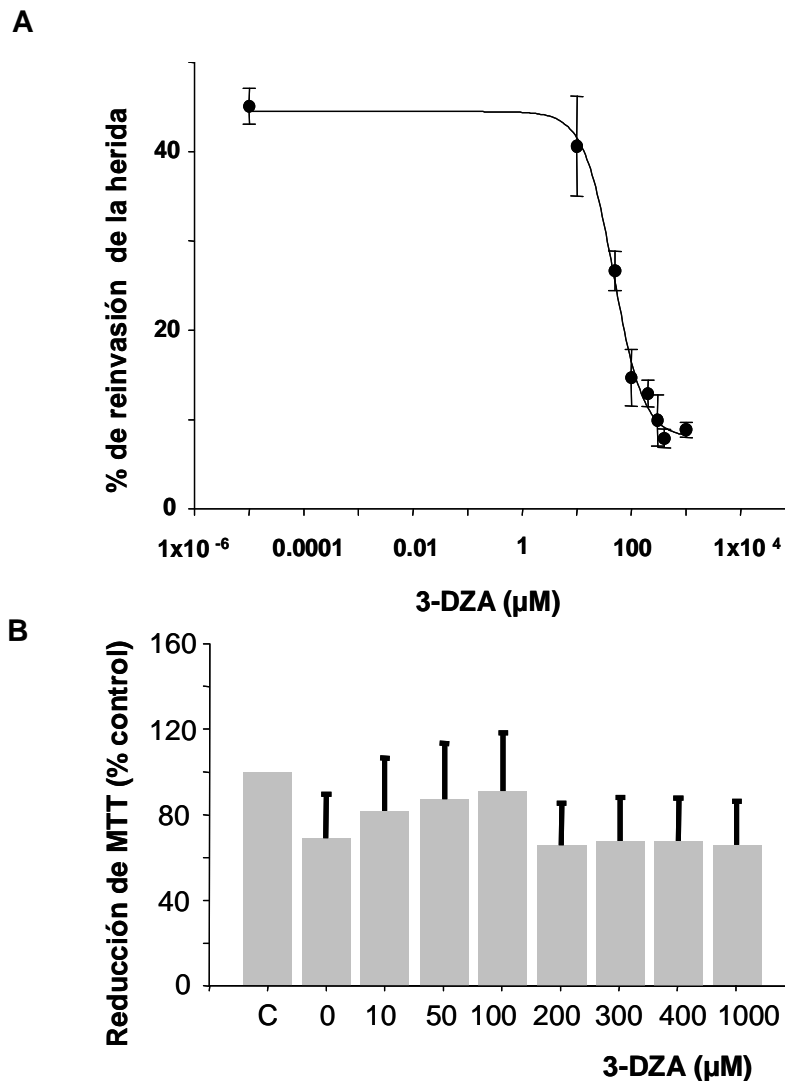 A
% de reinvasión de la herida
40
20
0
1x10 -6 0.0001 0.01 1 100 1x10 4
3-DZA (µM)
B
Reducción de MTT (% control)
160
120
80
40
0
C 0 10 50 100 200 300 400 1000
3-DZA (µM)